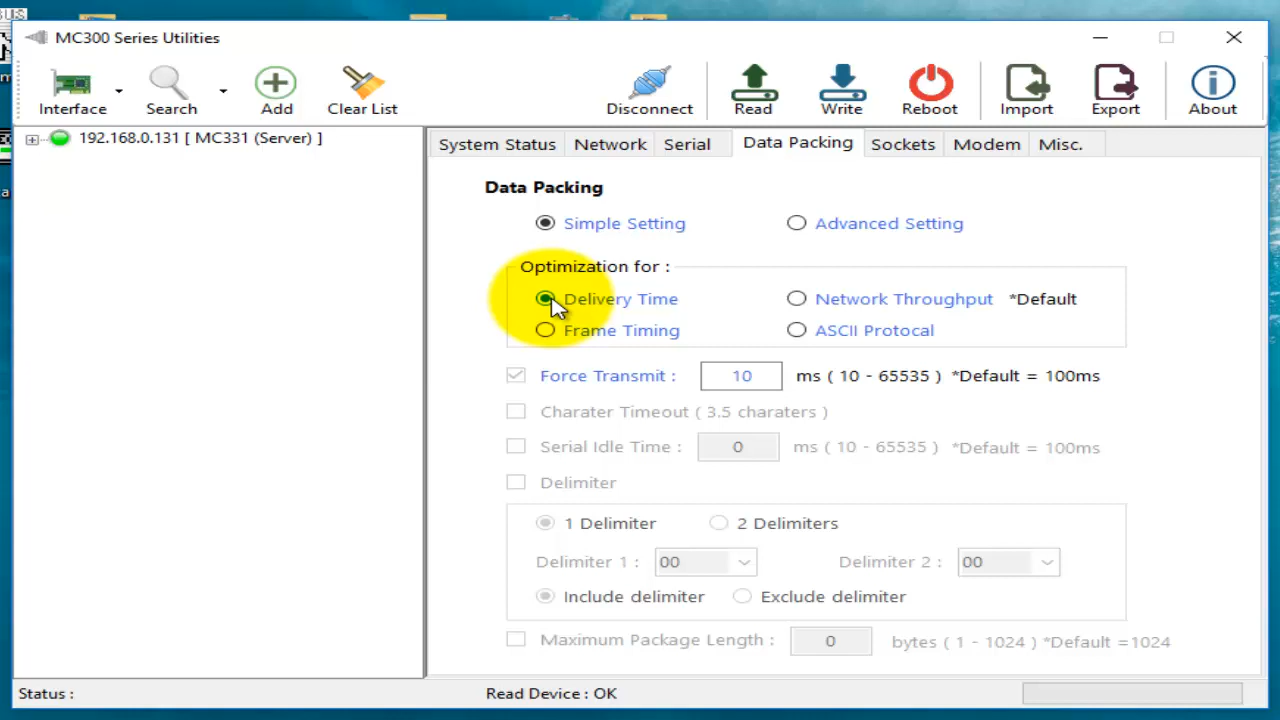 MC300 Series Utilities
Interface Search Add Clear List Disconnect Read Write Reboot Import Export About
192.168.0.131 [ MC331 (Server) ]
System Status Network Serial Data Packing Sockets Modem Misc.
Data Packing
Simple Setting Advanced Setting
Optimization for :
Delivery Time Network Throughput *Default
Frame Timing ASCII Protocal
Force Transmit : 10 ms ( 10 - 65535 ) *Default = 100ms
Charater Timeout ( 3.5 charaters )
Serial Idle Time : 0 ms ( 10 - 65535 ) *Default = 100ms
Delimiter
1 Delimiter 2 Delimiters
Delimiter 1 : 00 Delimiter 2 : 00
Include delimiter Exclude delimiter
Maximum Package Length : 0 bytes ( 1 - 1024 ) *Default =1024
Status : Read Device : OK